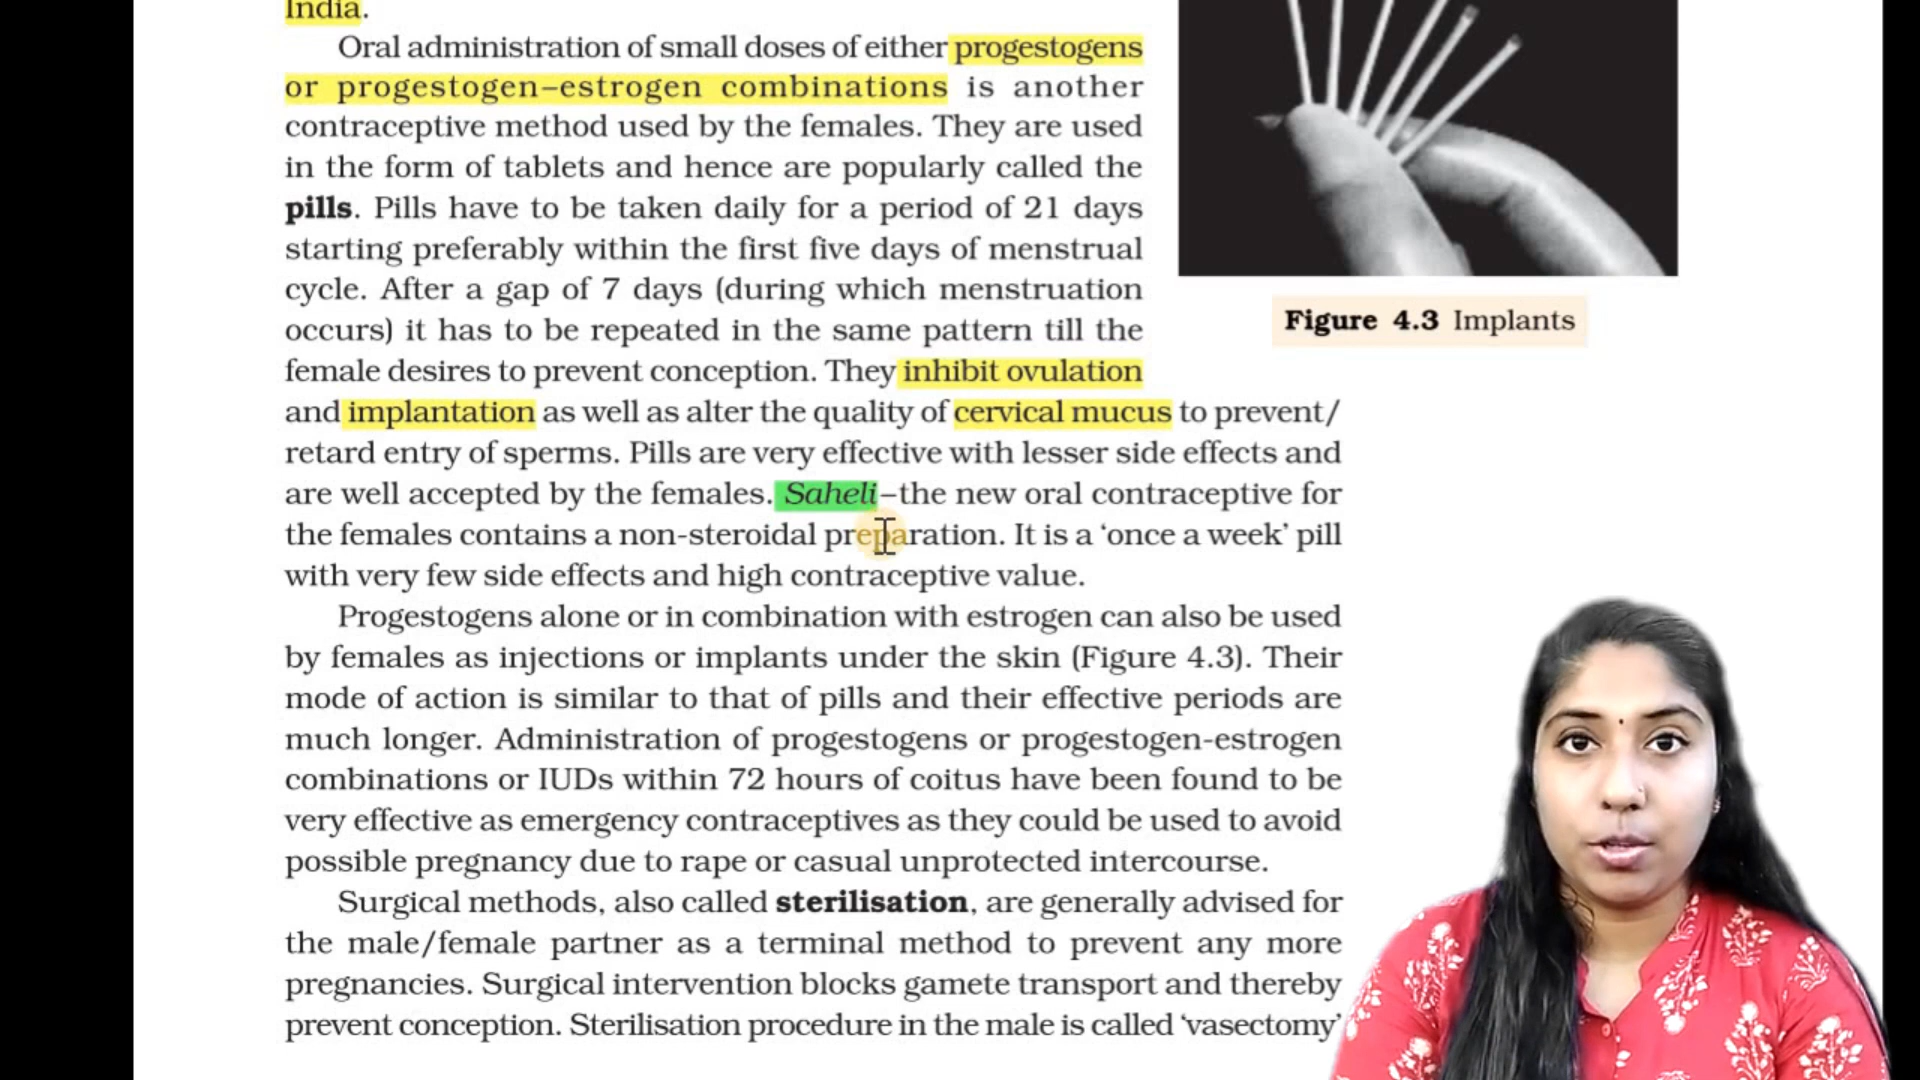 India.
Oral administration of small doses of either progestogens
or progestogen–estrogen combinations is another
contraceptive method used by the females. They are used
in the form of tablets and hence are popularly called the
pills. Pills have to be taken daily for a period of 21 days
starting preferably within the first five days of menstrual
cycle. After a gap of 7 days (during which menstruation
occurs) it has to be repeated in the same pattern till the
female desires to prevent conception. They inhibit ovulation
and implantation as well as alter the quality of cervical mucus to prevent/
retard entry of sperms. Pills are very effective with lesser side effects and
are well accepted by the females. Saheli–the new oral contraceptive for
the females contains a non-steroidal preparation. It is a ‘once a week’ pill
with very few side effects and high contraceptive value.
Progestogens alone or in combination with estrogen can also be used
by females as injections or implants under the skin (Figure 4.3). Their
mode of action is similar to that of pills and their effective periods are
much longer. Administration of progestogens or progestogen-estrogen
combinations or IUDs within 72 hours of coitus have been found to be
very effective as emergency contraceptives as they could be used to avoid
possible pregnancy due to rape or casual unprotected intercourse.
Surgical methods, also called sterilisation, are generally advised for
the male/female partner as a terminal method to prevent any more
pregnancies. Surgical intervention blocks gamete transport and thereby
prevent conception. Sterilisation procedure in the male is called ‘vasectomy’
Figure 4.3 Implants